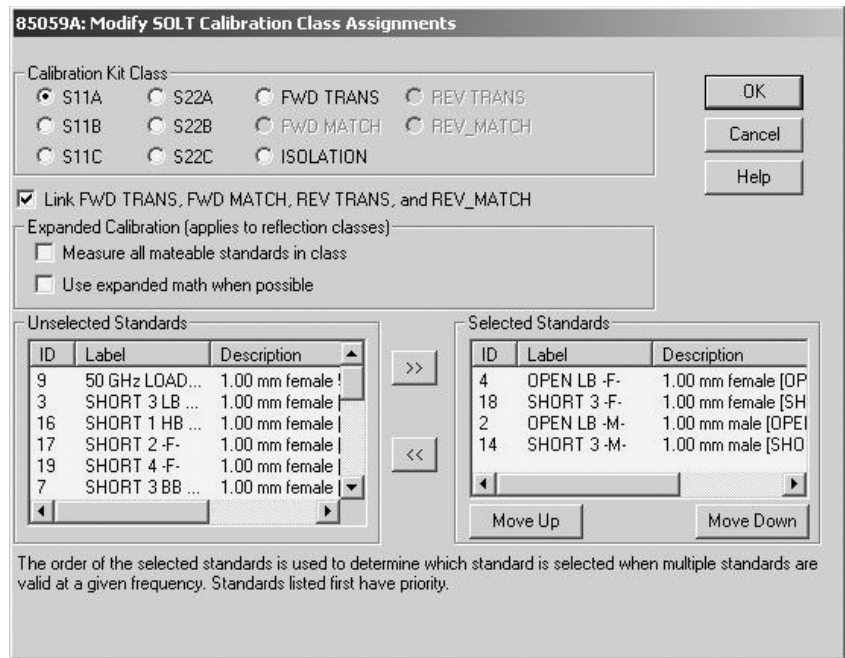 85059A: Modify SOLT Calibration Class Assignments
Calibration Kit Class
S11A S22A FWD TRANS REV TRANS
S11B S22B FWD MATCH REV_MATCH
S11C S22C ISOLATION
OK
Cancel
Help
Link FWD TRANS, FWD MATCH, REV TRANS, and REV_MATCH
Expanded Calibration (applies to reflection classes)
Measure all mateable standards in class
Use expanded math when possible
Unselected Standards
ID Label Description
9 50 GHz LOAD... 1.00 mm female
3 SHORT 3 LB ... 1.00 mm female [
16 SHORT 1 HB ... 1.00 mm female [
17 SHORT 2 -F- 1.00 mm female [
19 SHORT 4 -F- 1.00 mm female [
7 SHORT 3 BB ... 1.00 mm female [
>>
<<
Selected Standards
ID Label Description
4 OPEN LB -F- 1.00 mm female [OP
18 SHORT 3 -F- 1.00 mm female [SH
2 OPEN LB -M- 1.00 mm male [OPEI
14 SHORT 3 -M- 1.00 mm male [SHO
Move Up Move Down
The order of the selected standards is used to determine which standard is selected when multiple standards are
valid at a given frequency. Standards listed first have priority.